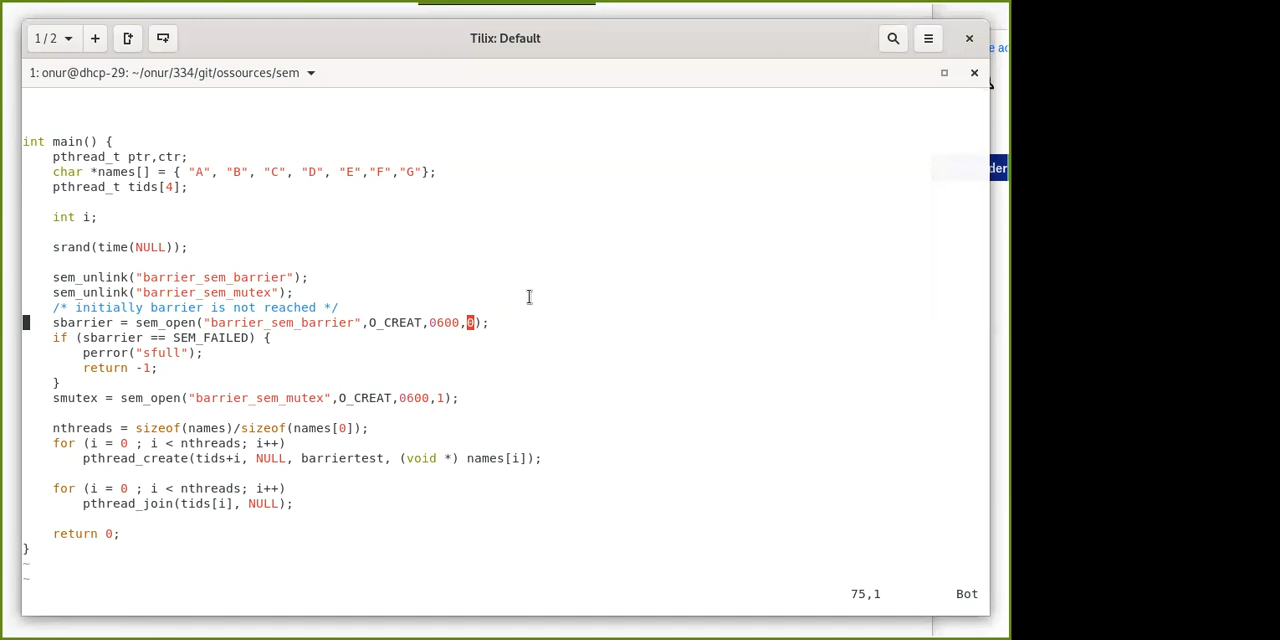 1 / 2
Tilix: Default
1: onur@dhcp-29: ~/onur/334/git/ossources/sem
int main() {
    pthread_t ptr,ctr;
    char *names[] = { "A", "B", "C", "D", "E","F","G"};
    pthread_t tids[4];
    int i;
    srand(time(NULL));
    sem_unlink("barrier_sem_barrier");
    sem_unlink("barrier_sem_mutex");
    /* initially barrier is not reached */
    sbarrier = sem_open("barrier_sem_barrier",O_CREAT,0600,0);
    if (sbarrier == SEM_FAILED) {
        perror("sfull");
        return -1;
    }
    smutex = sem_open("barrier_sem_mutex",O_CREAT,0600,1);
    nthreads = sizeof(names)/sizeof(names[0]);
    for (i = 0 ; i < nthreads; i++)
        pthread_create(tids+i, NULL, barriertest, (void *) names[i]);
    for (i = 0 ; i < nthreads; i++)
        pthread_join(tids[i], NULL);
    return 0;
}
~
~
75,1 Bot